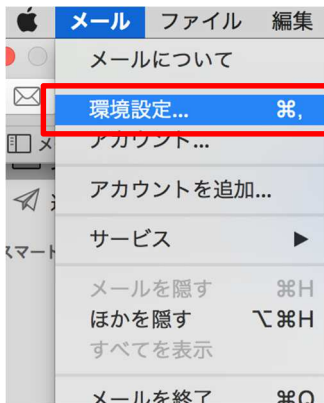 メール ファイル 編集
メールについて
環境設定... ⌘,
アカウント...
アカウントを追加...
サービス ▶
メールを隠す ⌘H
ほかを隠す ⌥⌘H
すべてを表示
メールを終了 ⌘Q